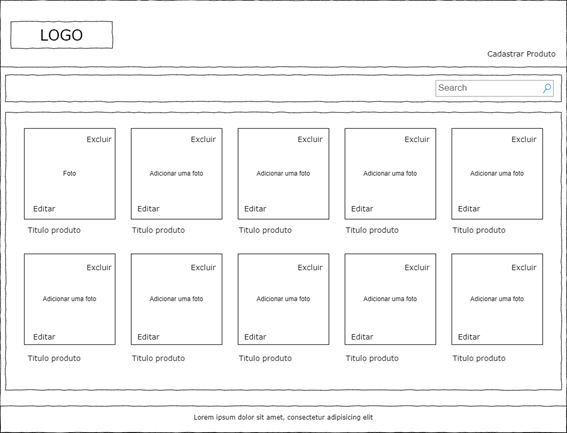 LOGO
Cadastrar Produto
Search
Excluir Excluir Excluir Excluir Excluir
Foto Adicionar uma foto Adicionar uma foto Adicionar uma foto Adicionar uma foto
Editar Editar Editar Editar Editar
Titulo produto Titulo produto Titulo produto Titulo produto Titulo produto
Excluir Excluir Excluir Excluir Excluir
Adicionar uma foto Adicionar uma foto Adicionar uma foto Adicionar uma foto Adicionar uma foto
Editar Editar Editar Editar Editar
Titulo produto Titulo produto Titulo produto Titulo produto Titulo produto
Lorem ipsum dolor sit amet, consectetur adipisicing elit